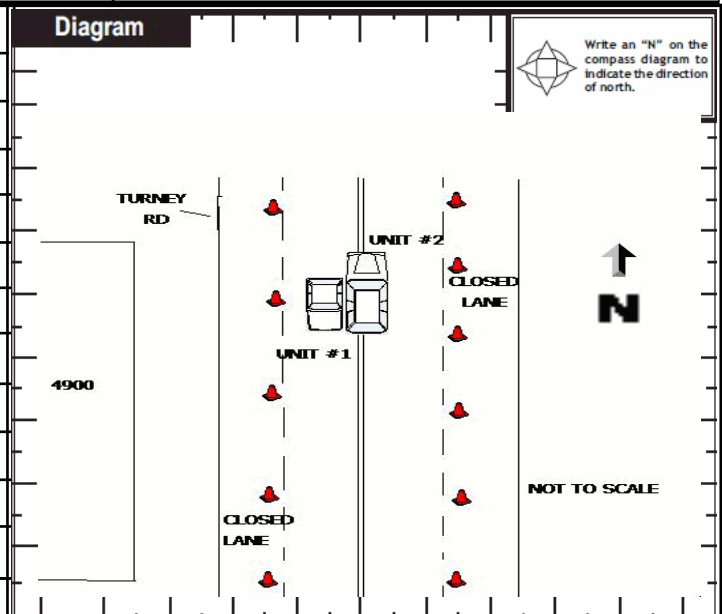 Diagram
Write an “N” on the
compass diagram to
indicate the direction
of north.
TURNEY
RD
UNIT #2
CLOSED
LANE
N
UNIT #1
4900
NOT TO SCALE
CLOSED
LANE